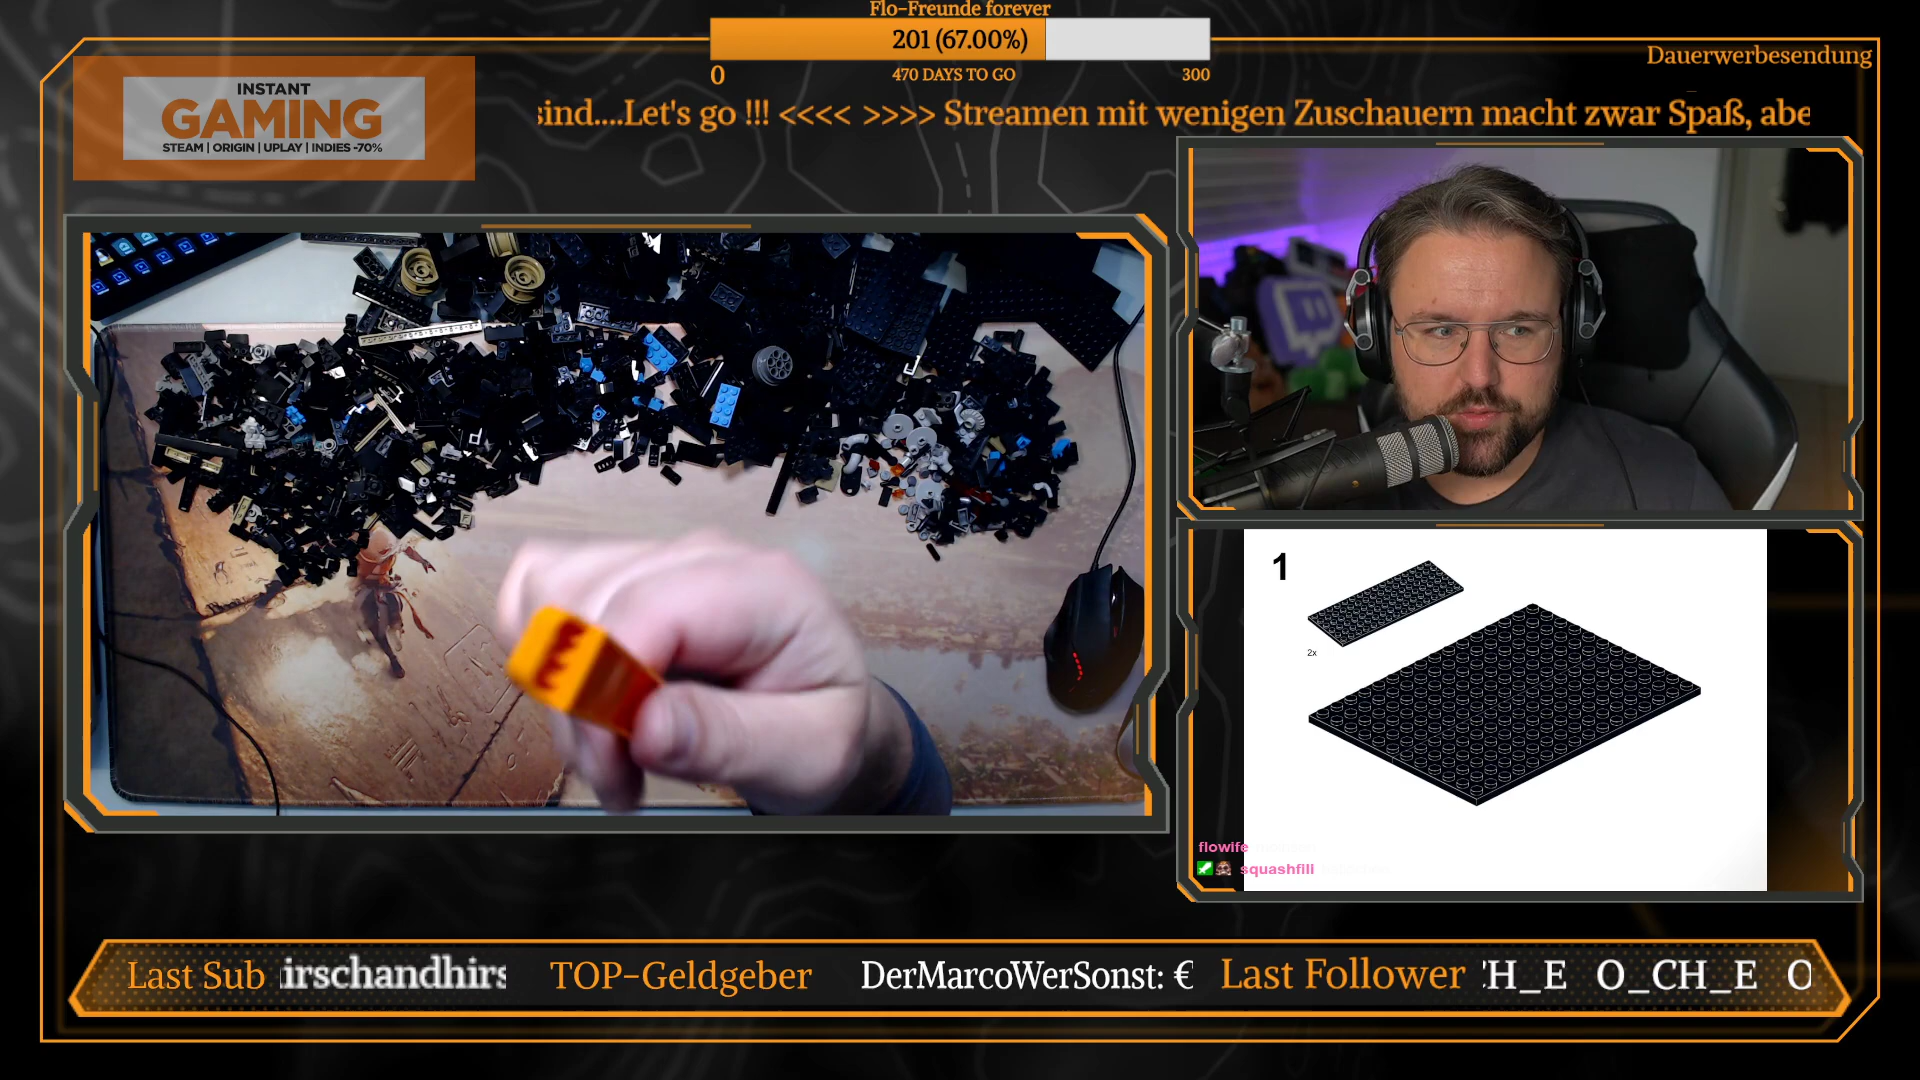 Flo-Freunde forever
201 (67.00%)
0 470 DAYS TO GO 300
Dauerwerbesendung
INSTANT
GAMING
STEAM | ORIGIN | UPLAY | INDIES -70%
sind....Let's go !!! <<<< >>>> Streamen mit wenigen Zuschauern macht zwar Spaß, abe
1
2x
flowife
squashfill
Last Sub irschandhirs TOP-Geldgeber DerMarcoWerSonst: € Last Follower CH_E O_CH_E O